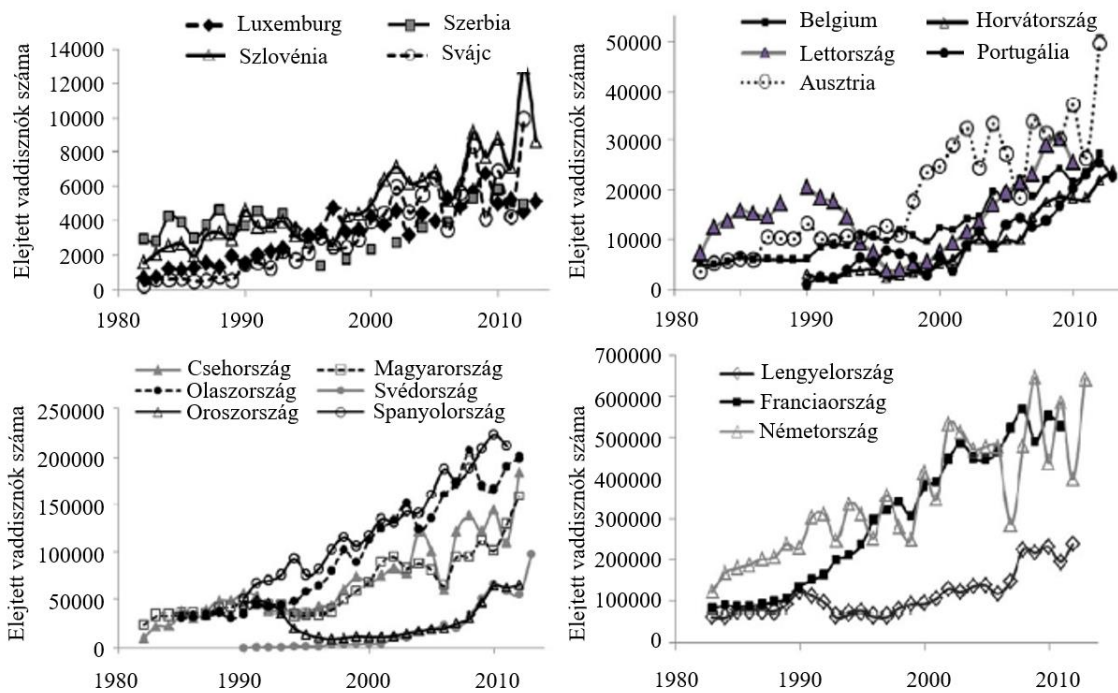 Luxemburg Szerbia
Szlovénia Svájc
Elejtett vaddisznók száma
14000
12000
10000
8000
6000
4000
2000
0
1980 1990 2000 2010
Belgium Horvátország
Lettország Portugália
Ausztria
Elejtett vaddisznók száma
50000
40000
30000
20000
10000
0
1980 1990 2000 2010
Csehország Magyarország
Olaszország Svédország
Oroszország Spanyolország
Elejtett vaddisznók száma
250000
200000
150000
100000
50000
0
1980 1990 2000 2010
Lengyelország
Franciaország
Németország
Elejtett vaddisznók száma
700000
600000
500000
400000
300000
200000
100000
0
1980 1990 2000 2010